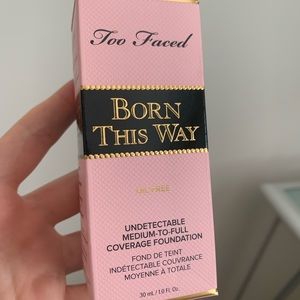 Too Faced
BORN
THIS WAY
OIL-FREE
UNDETECTABLE
MEDIUM-TO-FULL
COVERAGE FOUNDATION
FOND DE TEINT
INDÉTECTABLE COUVRANCE
MOYENNE À TOTALE
30 mL / 1.0 Fl. Oz.